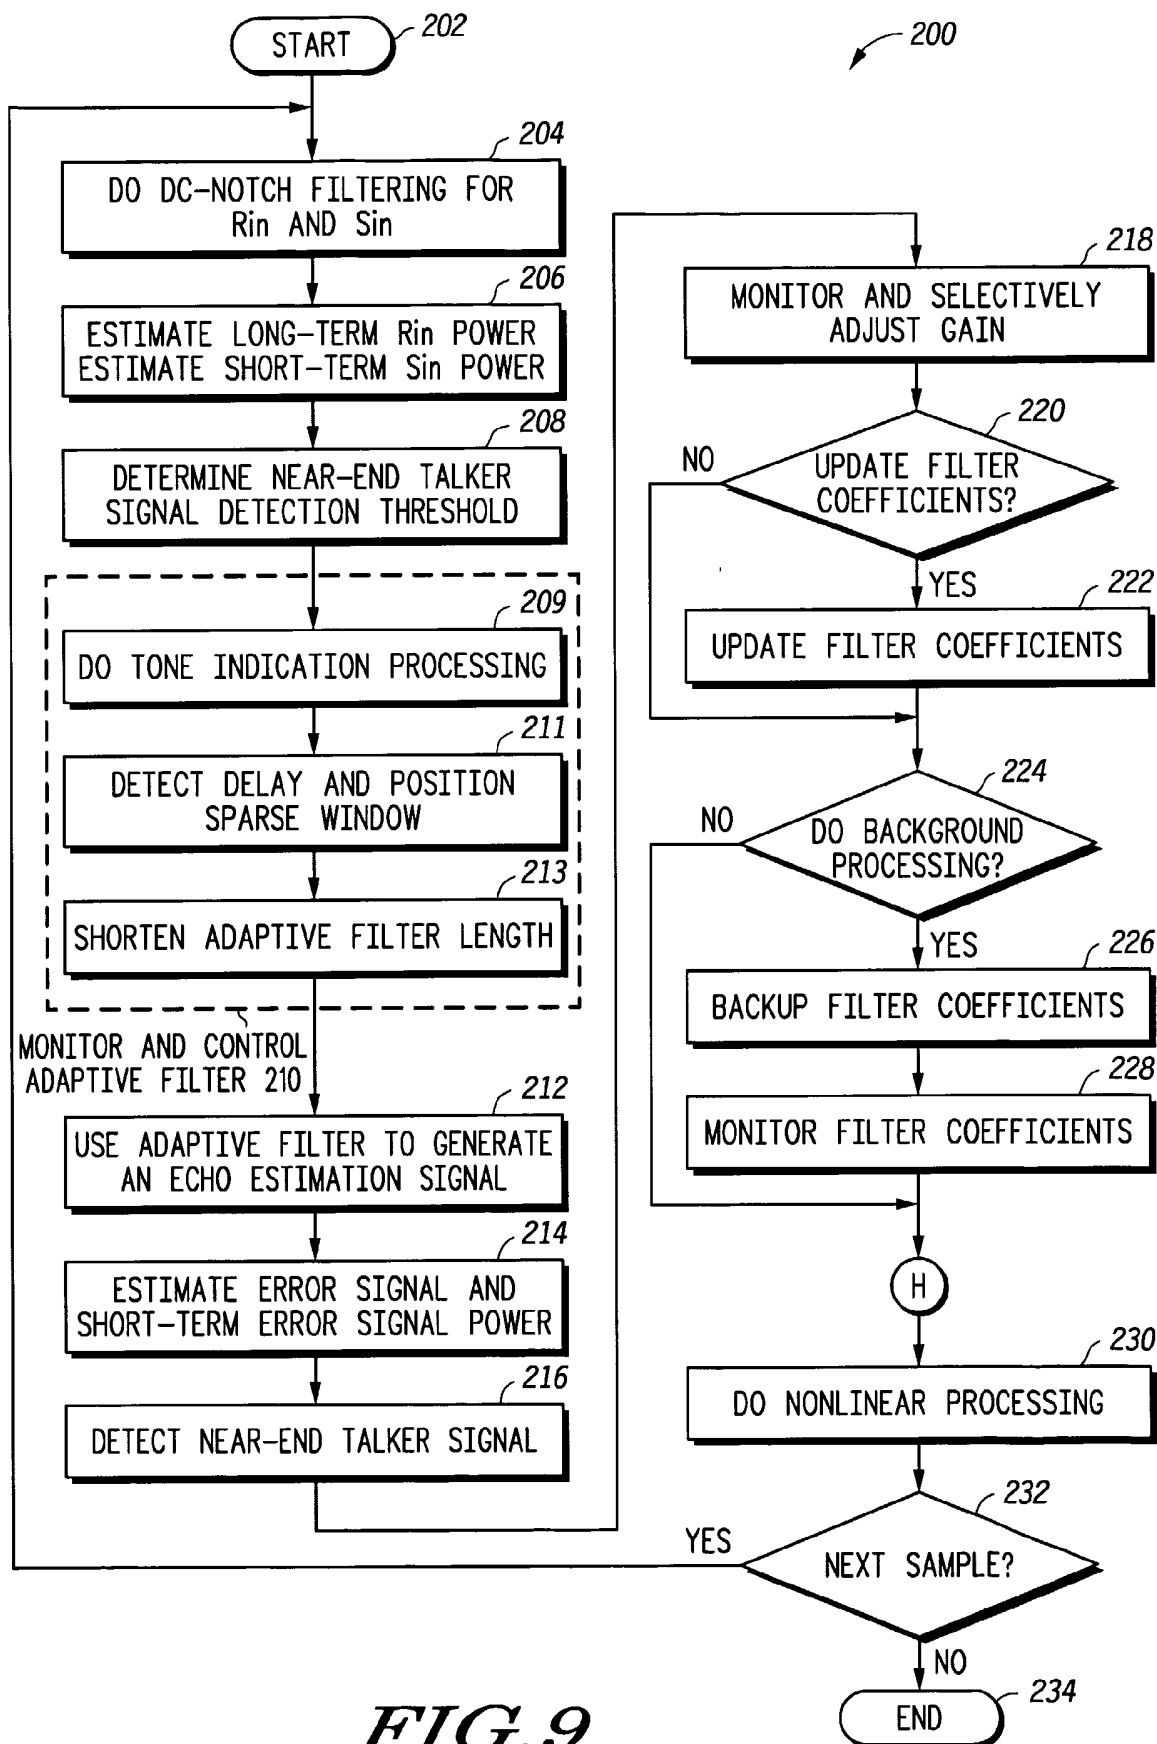 START
202
200
204
DO DC-NOTCH FILTERING FOR
Rin AND Sin
206
ESTIMATE LONG-TERM Rin POWER
ESTIMATE SHORT-TERM Sin POWER
208
DETERMINE NEAR-END TALKER
SIGNAL DETECTION THRESHOLD
209
DO TONE INDICATION PROCESSING
211
DETECT DELAY AND POSITION
SPARSE WINDOW
213
SHORTEN ADAPTIVE FILTER LENGTH
MONITOR AND CONTROL
ADAPTIVE FILTER 210
212
USE ADAPTIVE FILTER TO GENERATE
AN ECHO ESTIMATION SIGNAL
214
ESTIMATE ERROR SIGNAL AND
SHORT-TERM ERROR SIGNAL POWER
216
DETECT NEAR-END TALKER SIGNAL
218
MONITOR AND SELECTIVELY
ADJUST GAIN
220
NO
UPDATE FILTER
COEFFICIENTS?
YES
222
UPDATE FILTER COEFFICIENTS
224
NO
DO BACKGROUND
PROCESSING?
YES
226
BACKUP FILTER COEFFICIENTS
228
MONITOR FILTER COEFFICIENTS
H
230
DO NONLINEAR PROCESSING
232
YES
NEXT SAMPLE?
NO
234
END
FIG.9